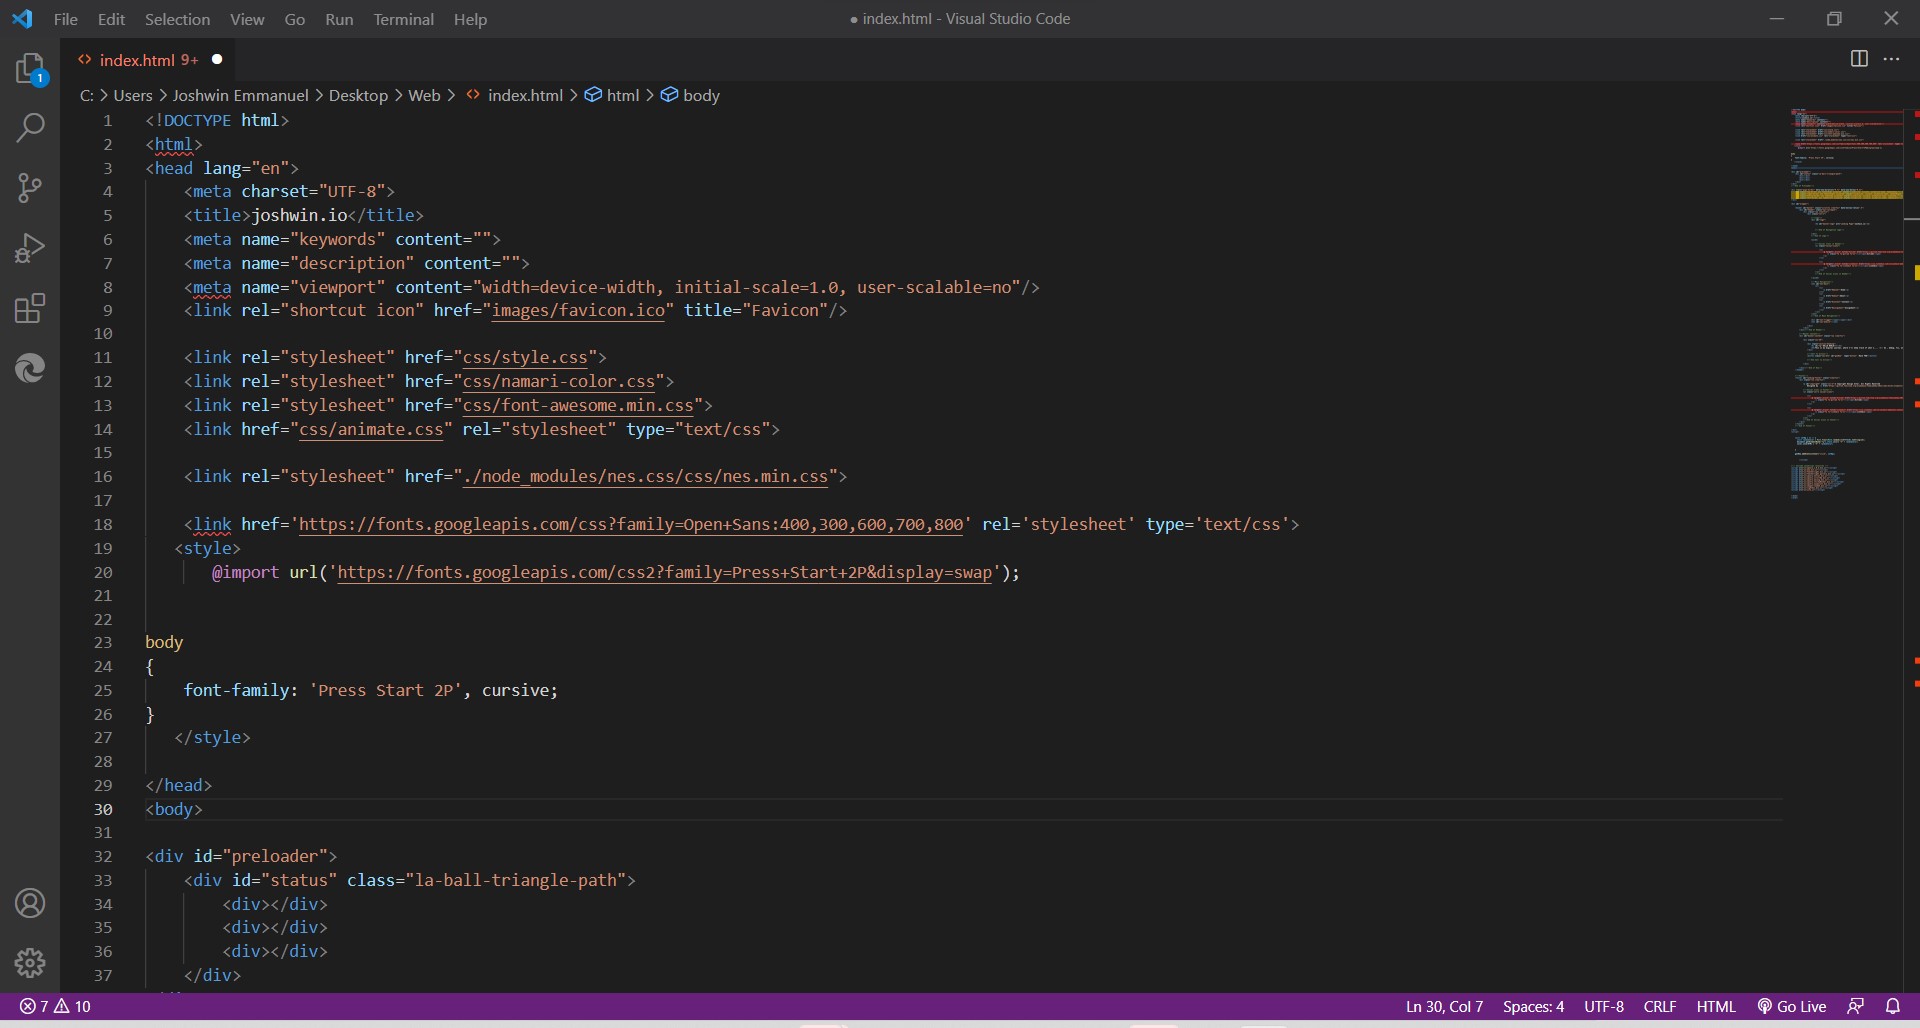 File Edit Selection View Go Run Terminal Help ● index.html - Visual Studio Code
index.html 9+
1
C: > Users > Joshwin Emmanuel > Desktop > Web > index.html > html > body
1 <!DOCTYPE html>
2 <html>
3 <head lang="en">
4 <meta charset="UTF-8">
5 <title>joshwin.io</title>
6 <meta name="keywords" content="">
7 <meta name="description" content="">
8 <meta name="viewport" content="width=device-width, initial-scale=1.0, user-scalable=no"/>
9 <link rel="shortcut icon" href="images/favicon.ico" title="Favicon"/>
10
11 <link rel="stylesheet" href="css/style.css">
12 <link rel="stylesheet" href="css/namari-color.css">
13 <link rel="stylesheet" href="css/font-awesome.min.css">
14 <link href="css/animate.css" rel="stylesheet" type="text/css">
15
16 <link rel="stylesheet" href="./node_modules/nes.css/css/nes.min.css">
17
18 <link href='https://fonts.googleapis.com/css?family=Open+Sans:400,300,600,700,800' rel='stylesheet' type='text/css'>
19 <style>
20 @import url('https://fonts.googleapis.com/css2?family=Press+Start+2P&display=swap');
21
22
23 body
24 {
25 font-family: 'Press Start 2P', cursive;
26 }
27 </style>
28
29 </head>
30 <body>
31
32 <div id="preloader">
33 <div id="status" class="la-ball-triangle-path">
34 <div></div>
35 <div></div>
36 <div></div>
37 </div>
7 10 Ln 30, Col 7 Spaces: 4 UTF-8 CRLF HTML Go Live